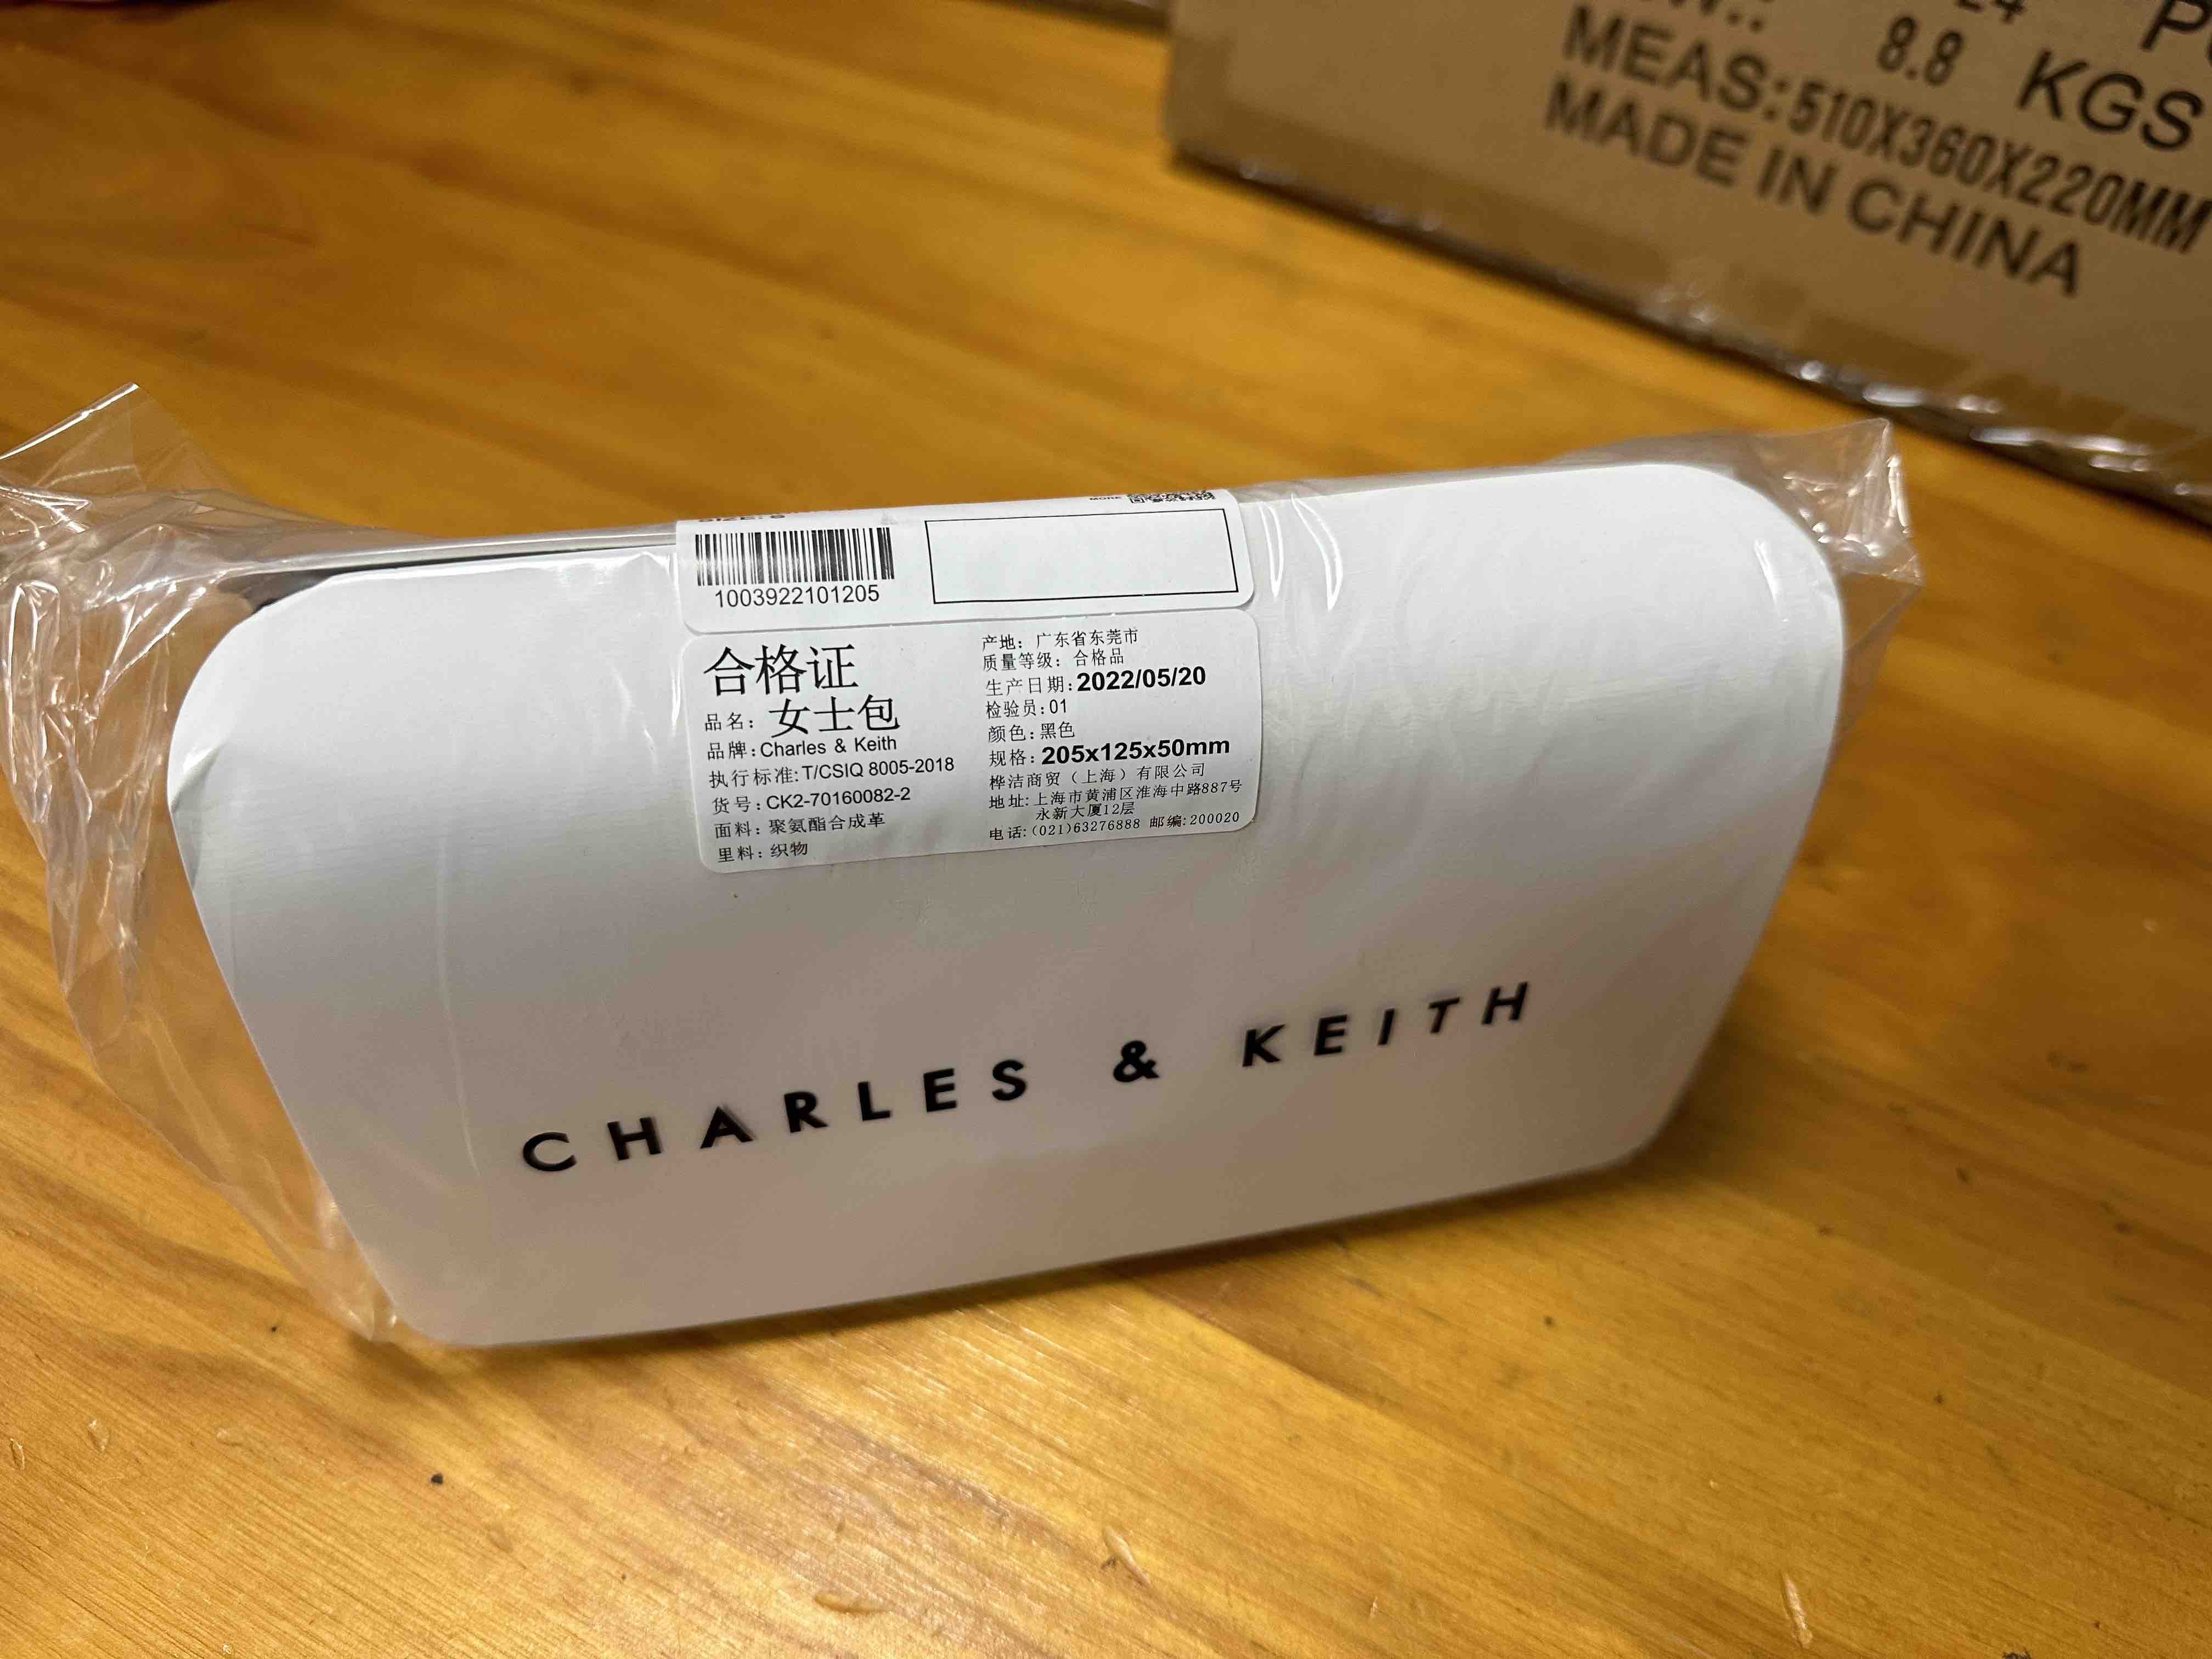 8.8 KGS
MEAS:510X360X220MM
MADE IN CHINA
MORE
1003922101205
合格证
品名: 女士包
品牌:Charles & Keith
执行标准:T/CSIQ 8005-2018
货号:CK2-70160082-2
面料: 聚氨酯合成革
里料: 织物
产地: 广东省东莞市
质量等级: 合格品
生产日期:2022/05/20
检验员:01
颜色:黑色
规格: 205x125x50mm
桦洁商贸（上海）有限公司
地址:上海市黄浦区淮海中路887号
永新大厦12层
电话:(021)63276888 邮编:200020
CHARLES & KEITH